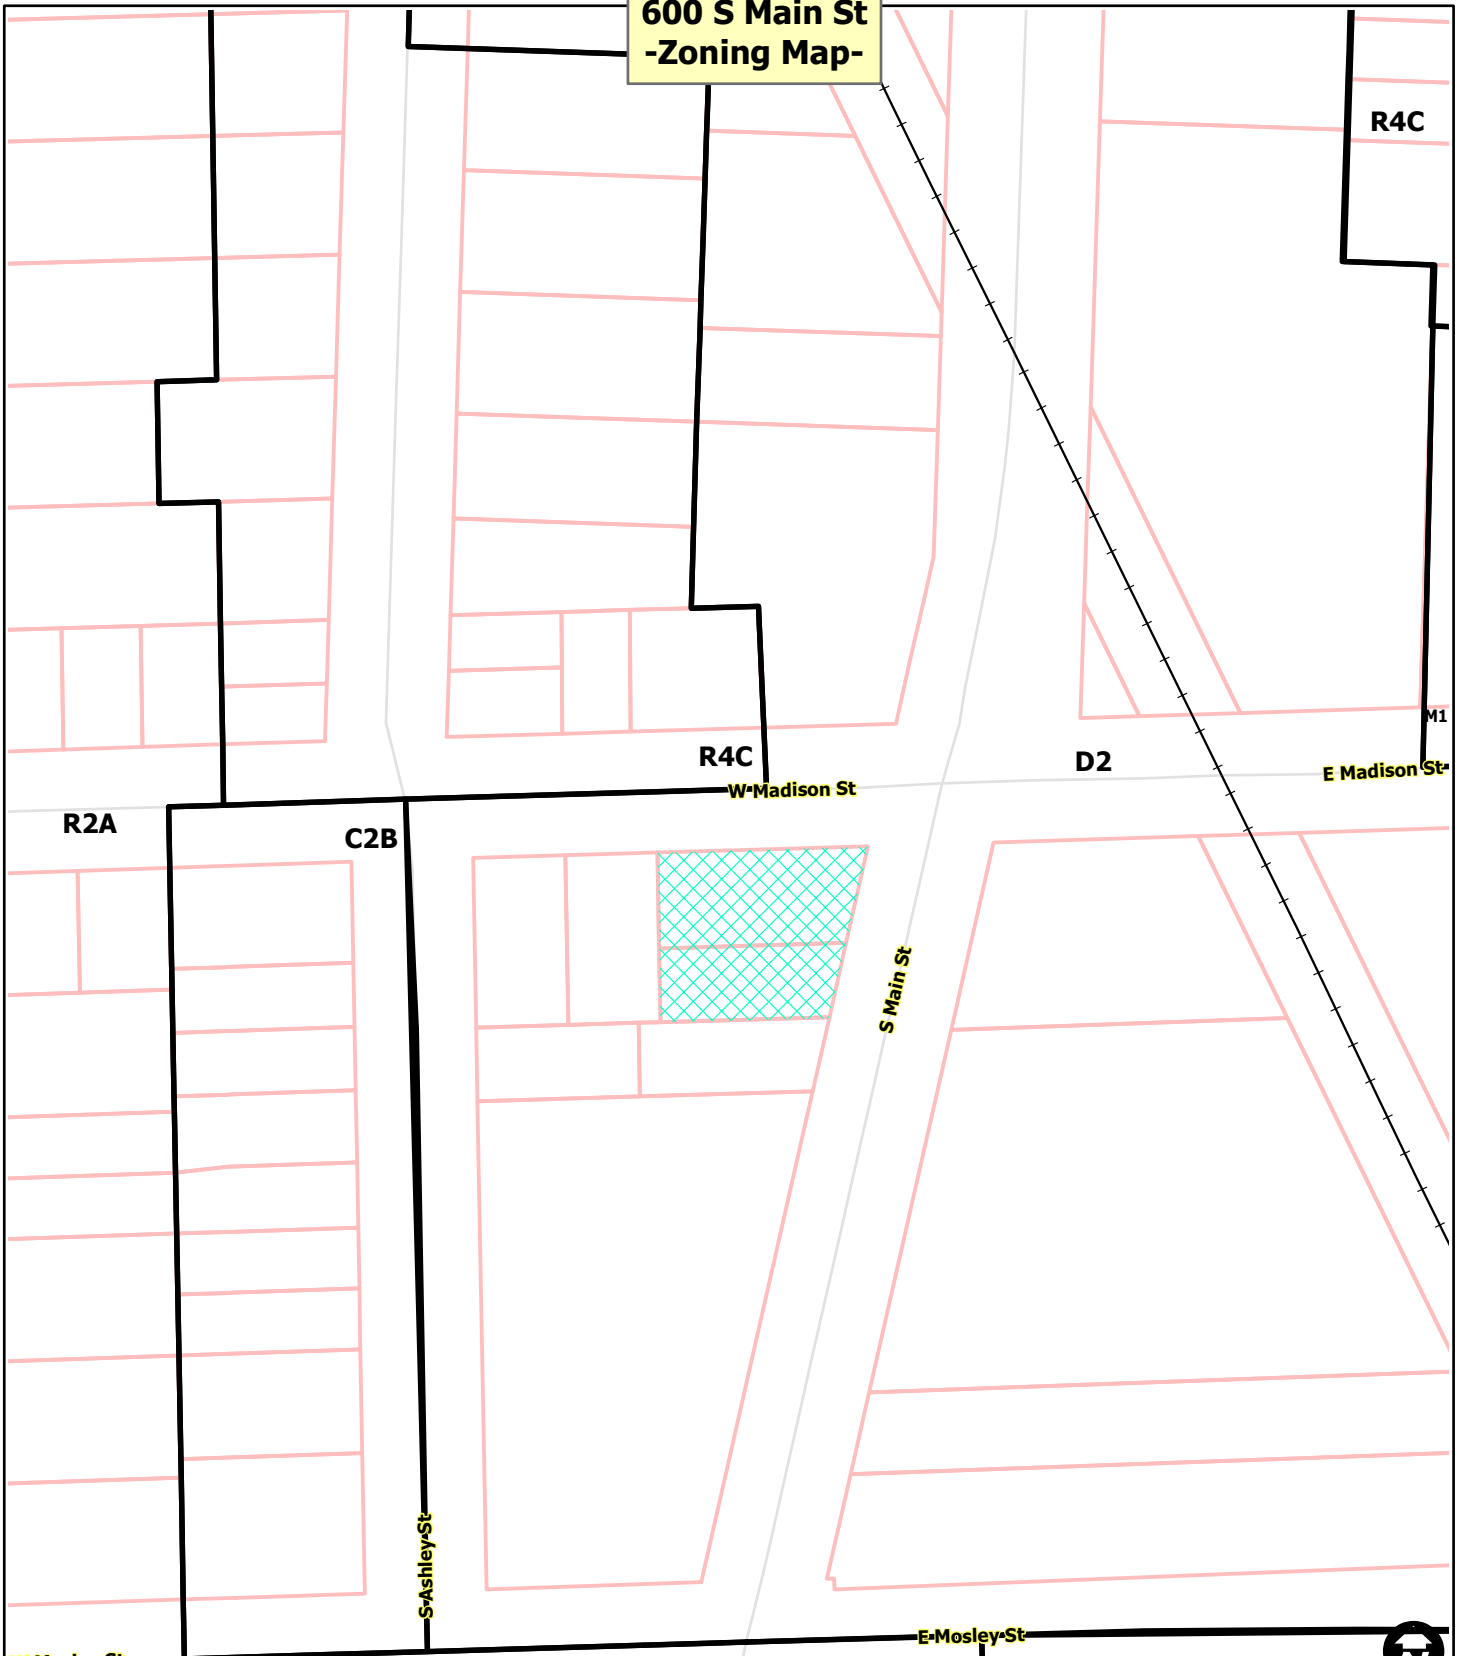 600 S Main St
-Zoning Map-
R4C
M1
R4C
D2
E Madison St
W Madison St
R2A
C2B
S Main St
S Ashley St
E Mosley St